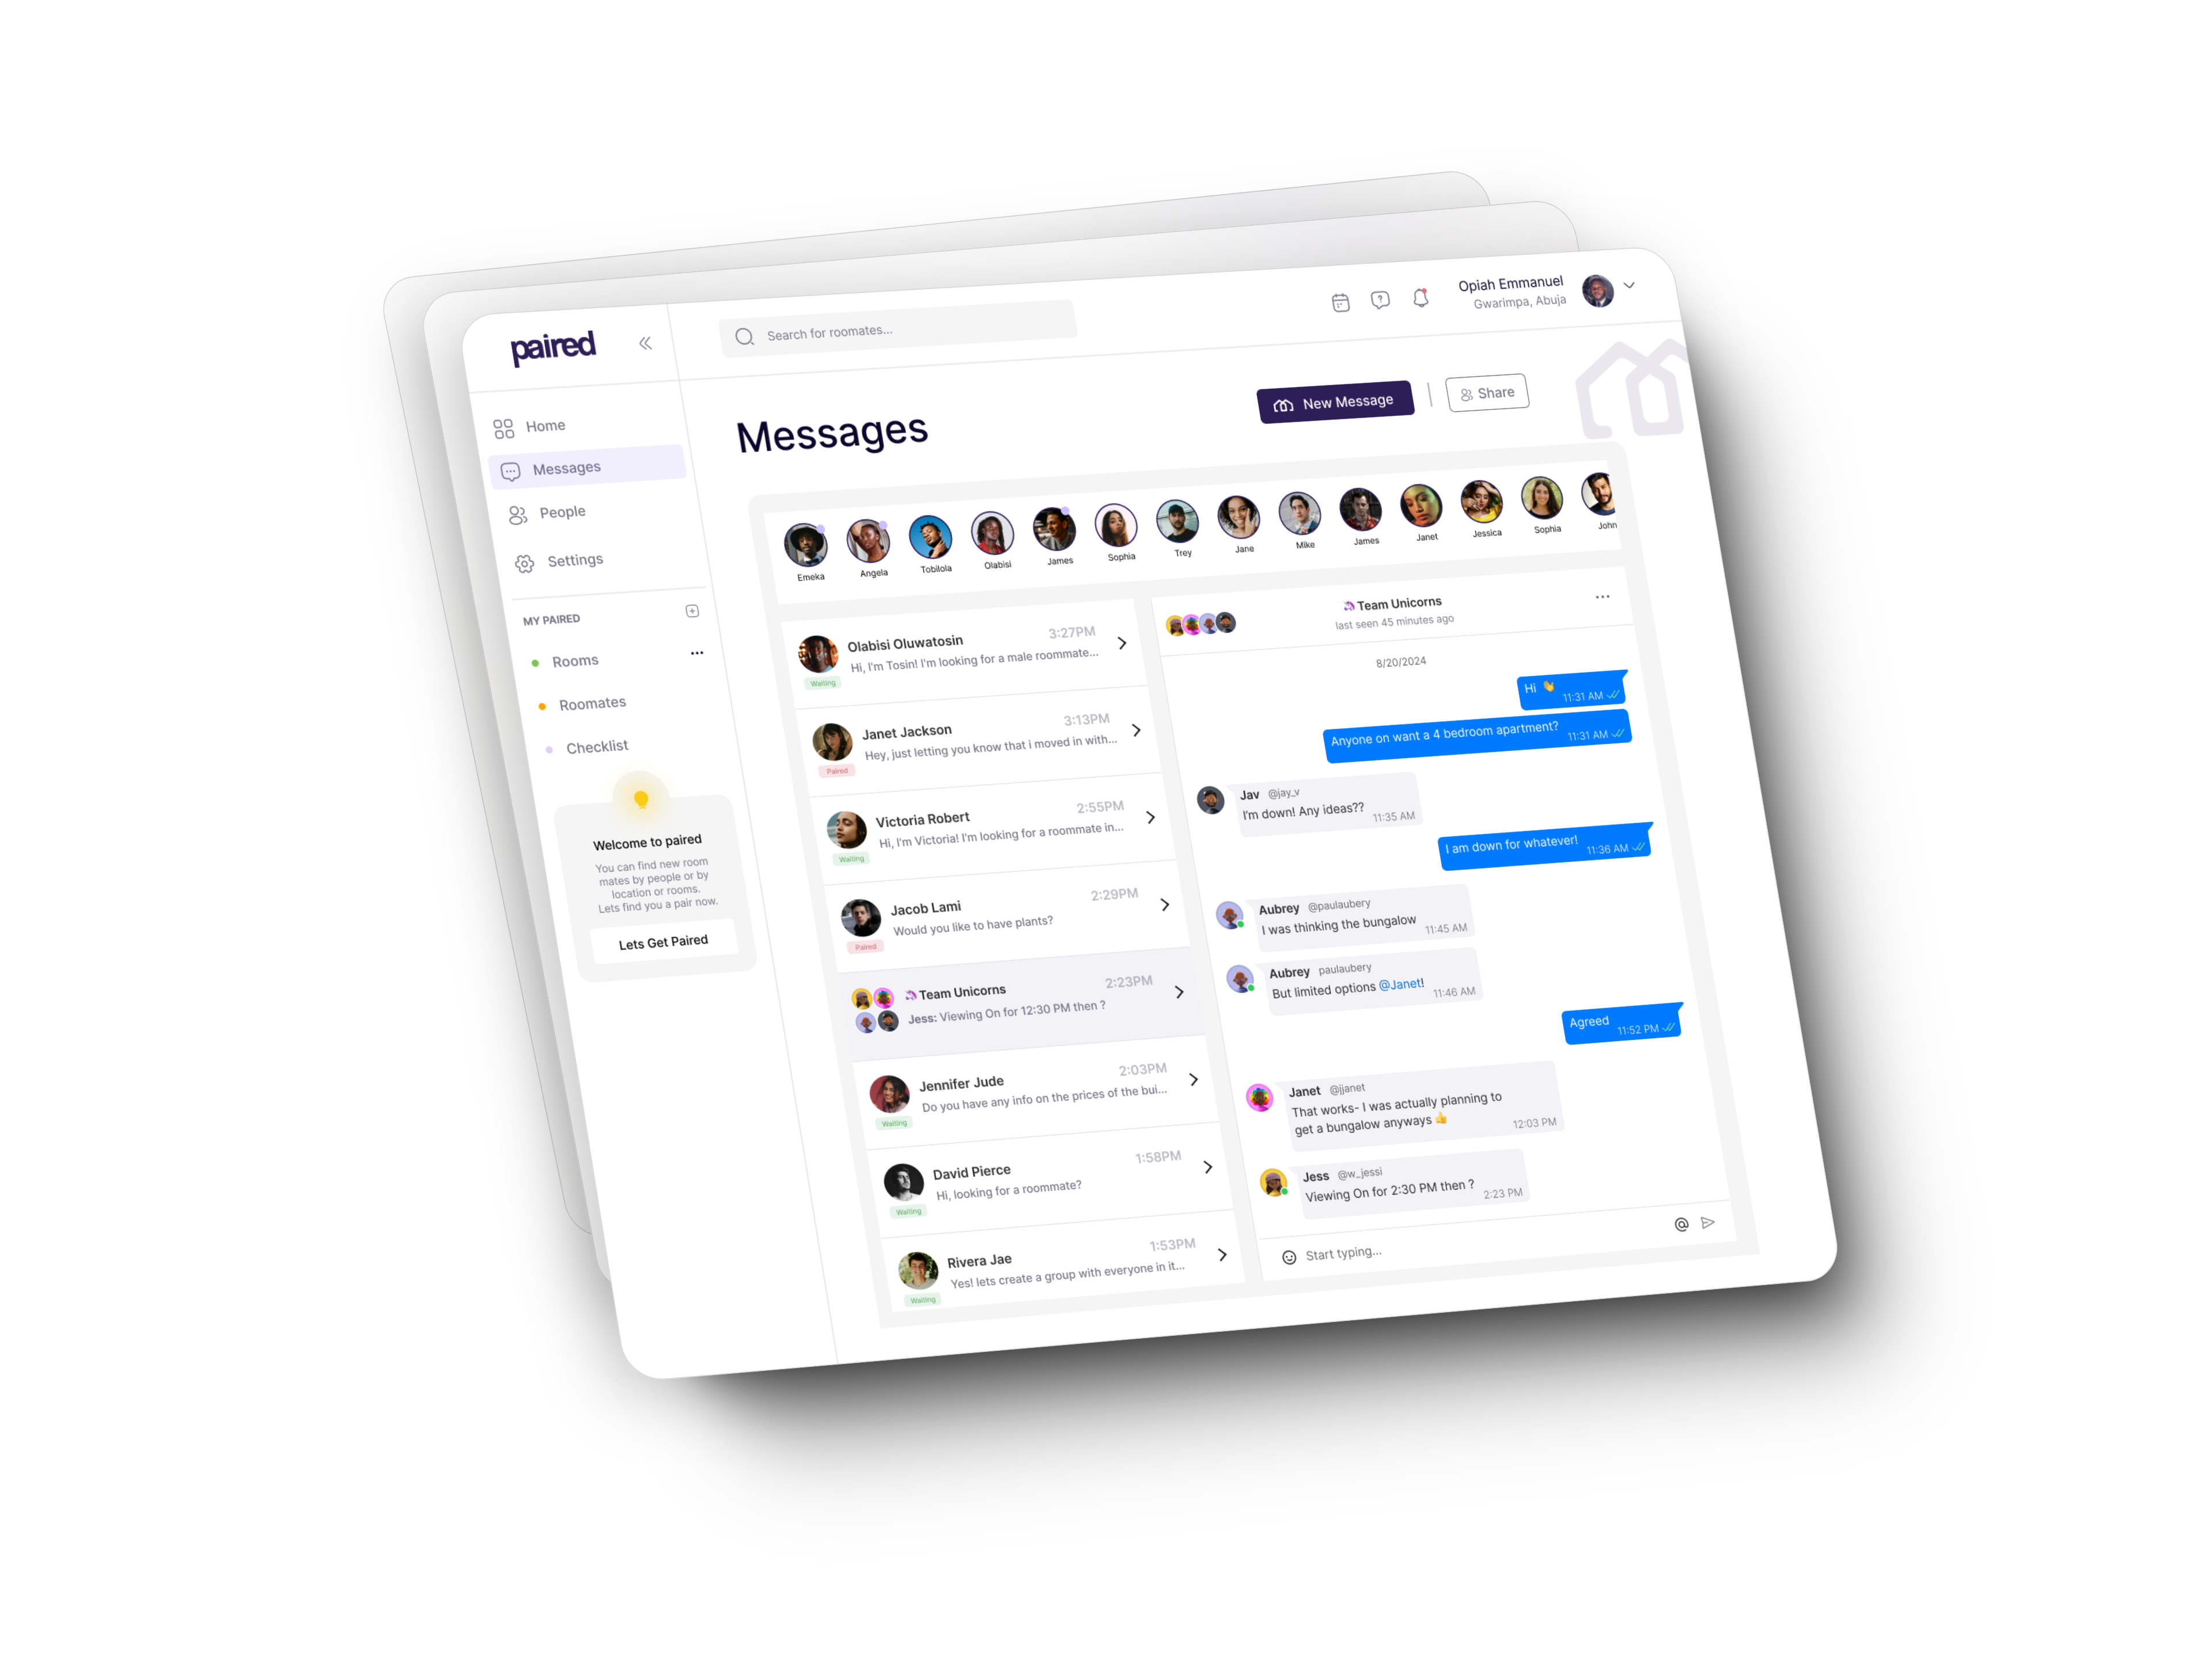 paired
Search for roomates...
Opiah Emmanuel
Gwarimpa, Abuja
Home
Messages
People
Settings
MY PAIRED
Rooms
Roomates
Checklist
Welcome to paired
You can find new room
mates by people or by
location or rooms.
Lets find you a pair now.
Lets Get Paired
Messages
New Message
Share
Emeka
Angela
Tobilola
Olabisi
James
Sophia
Trey
Jane
Mike
James
Janet
Jessica
Sophia
John
Olabisi Oluwatosin
3:27PM
Hi, I'm Tosin! I'm looking for a male roommate...
Waiting
Janet Jackson
3:13PM
Hey, just letting you know that i moved in with...
Paired
Victoria Robert
2:55PM
Hi, I'm Victoria! I'm looking for a roommate in...
Waiting
Jacob Lami
2:29PM
Would you like to have plants?
Paired
🦄 Team Unicorns
2:23PM
Jess: Viewing On for 12:30 PM then ?
Jennifer Jude
2:03PM
Do you have any info on the prices of the bui...
Waiting
David Pierce
1:58PM
Hi, looking for a roommate?
Waiting
Rivera Jae
1:53PM
Yes! lets create a group with everyone in it...
Waiting
🦄 Team Unicorns
last seen 45 minutes ago
8/20/2024
Hi 👋
11:31 AM
Anyone on want a 4 bedroom apartment?
11:31 AM
Jav @jay_v
I'm down! Any ideas??
11:35 AM
I am down for whatever!
11:36 AM
Aubrey @paulaubery
I was thinking the bungalow
11:45 AM
Aubrey paulaubery
But limited options @Janet!
11:46 AM
Agreed
11:52 PM
Janet @jjanet
That works- I was actually planning to
get a bungalow anyways 👍
12:03 PM
Jess @w_jessi
Viewing On for 2:30 PM then ?
2:23 PM
Start typing...